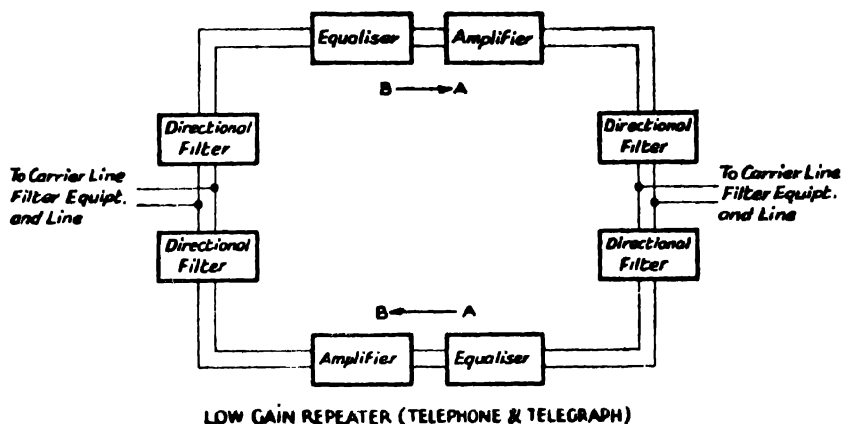 Equaliser
Amplifier
B → A
Directional
Filter
Directional
Filter
To Carrier Line
Filter Equipt.
and Line
To Carrier Line
Filter Equipt.
and Line
Directional
Filter
Directional
Filter
B ← A
Amplifier
Equaliser
LOW GAIN REPEATER (TELEPHONE & TELEGRAPH)